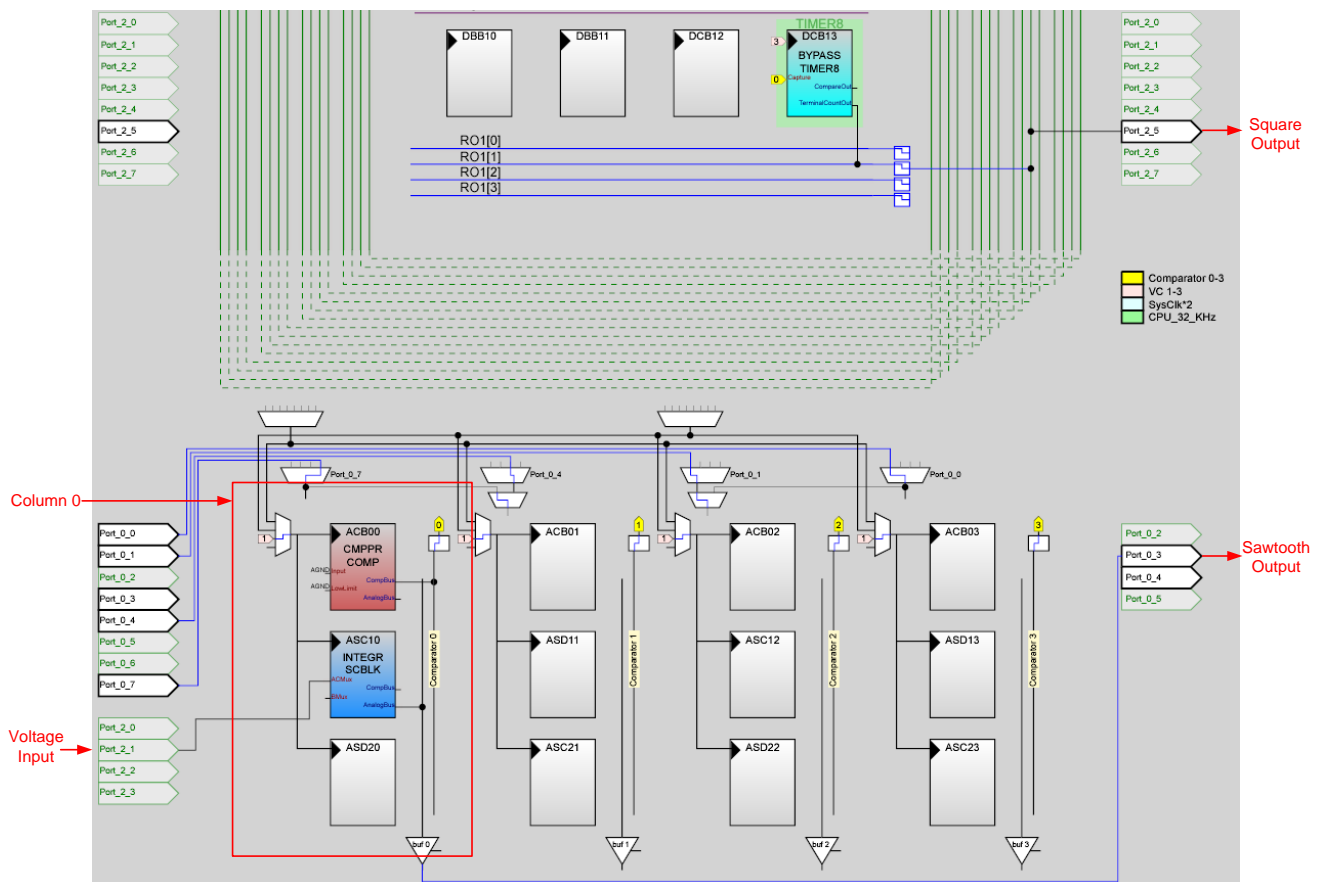 Port_2_0
Port_2_1
Port_2_2
Port_2_3
Port_2_4
Port_2_5
Port_2_6
Port_2_7
DBB10
DBB11
DCB12
TIMER8
DCB13
BYPASS
TIMER8
3
0
Capture
CompareOut
TerminalCountOut
RO1[0]
RO1[1]
RO1[2]
RO1[3]
Port_2_0
Port_2_1
Port_2_2
Port_2_3
Port_2_4
Port_2_5
Port_2_6
Port_2_7
Square
Output
Comparator 0-3
VC 1-3
SysClk*2
CPU_32_KHz
Port_0_7
Port_0_4
Port_0_1
Port_0_0
Column 0
Port_0_0
Port_0_1
Port_0_2
Port_0_3
Port_0_4
Port_0_5
Port_0_6
Port_0_7
Port_2_0
Port_2_1
Port_2_2
Port_2_3
Voltage
Input
1
ACB00
CMPPR
COMP
AGND
Input
AGND
LowLimit
CompBus
AnalogBus
0
Comparator 0
ASC10
INTEGR
SCBLK
ACMux
BMux
CompBus
AnalogBus
ASD20
buf 0
1
ACB01
1
Comparator 1
ASD11
ASC21
buf 1
1
ACB02
2
Comparator 2
ASC12
ASD22
buf 2
1
ACB03
3
Comparator 3
ASD13
ASC23
buf 3
Port_0_2
Port_0_3
Port_0_4
Port_0_5
Sawtooth
Output